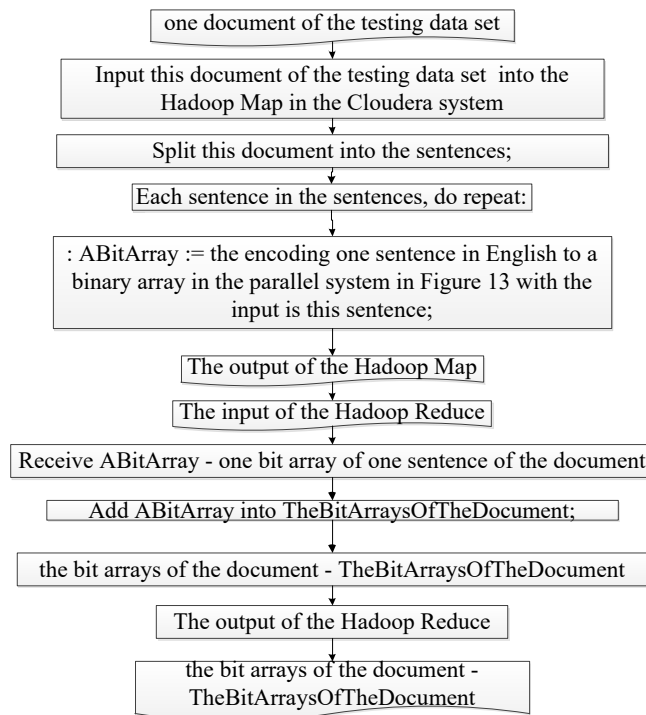 one document of the testing data set
Input this document of the testing data set into the
Hadoop Map in the Cloudera system
Split this document into the sentences;
Each sentence in the sentences, do repeat:
: ABitArray := the encoding one sentence in English to a
binary array in the parallel system in Figure 13 with the
input is this sentence;
The output of the Hadoop Map
The input of the Hadoop Reduce
Receive ABitArray - one bit array of one sentence of the document
Add ABitArray into TheBitArraysOfTheDocument;
the bit arrays of the document - TheBitArraysOfTheDocument
The output of the Hadoop Reduce
the bit arrays of the document -
TheBitArraysOfTheDocument